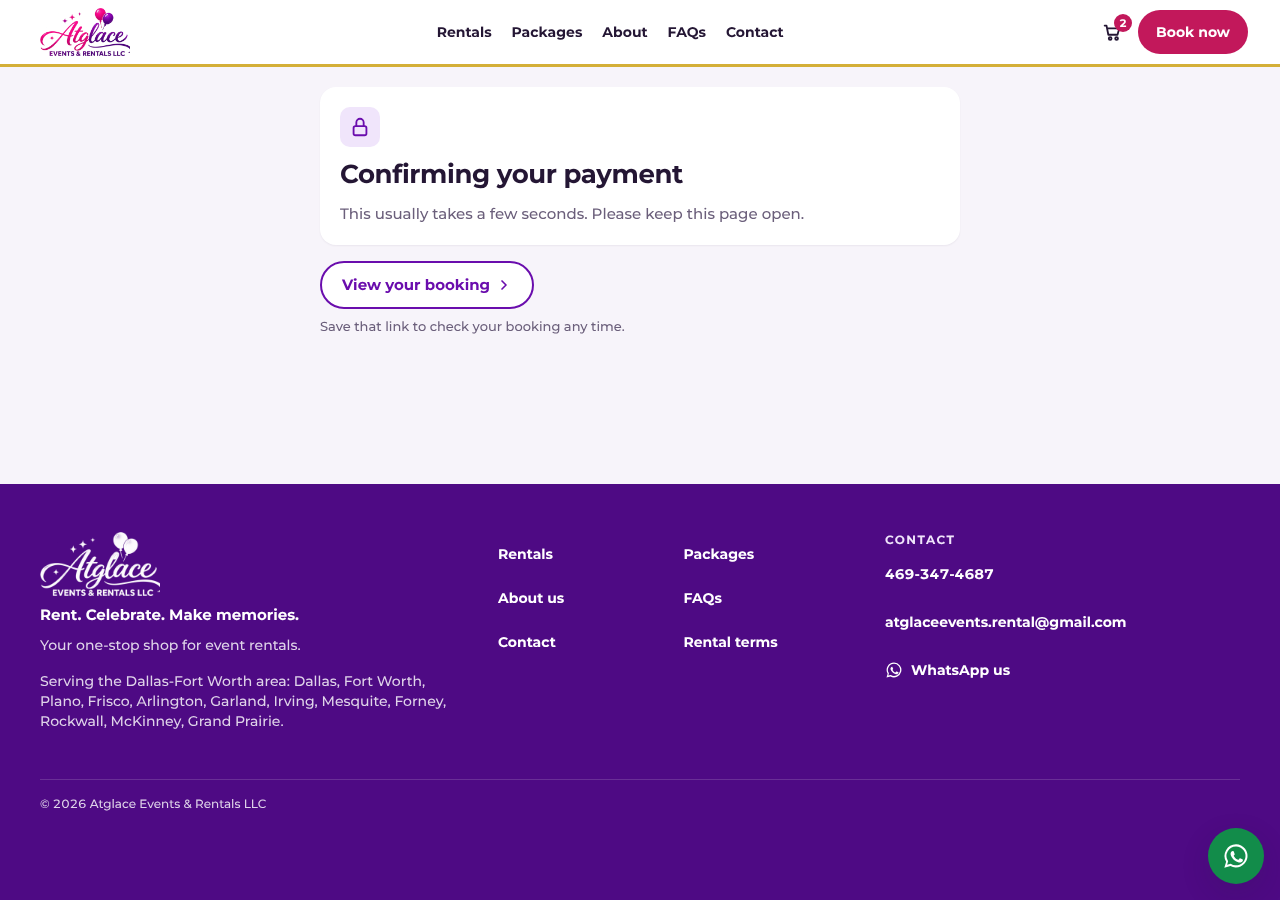 Atglace
EVENTS & RENTALS LLC
Rentals
Packages
About
FAQs
Contact
2
Book now
Confirming your payment
This usually takes a few seconds. Please keep this page open.
View your booking
Save that link to check your booking any time.
Atglace
EVENTS & RENTALS LLC
Rent. Celebrate. Make memories.
Your one-stop shop for event rentals.
Serving the Dallas-Fort Worth area: Dallas, Fort Worth,
Plano, Frisco, Arlington, Garland, Irving, Mesquite, Forney,
Rockwall, McKinney, Grand Prairie.
Rentals
Packages
About us
FAQs
Contact
Rental terms
CONTACT
469-347-4687
atglaceevents.rental@gmail.com
WhatsApp us
© 2026 Atglace Events & Rentals LLC